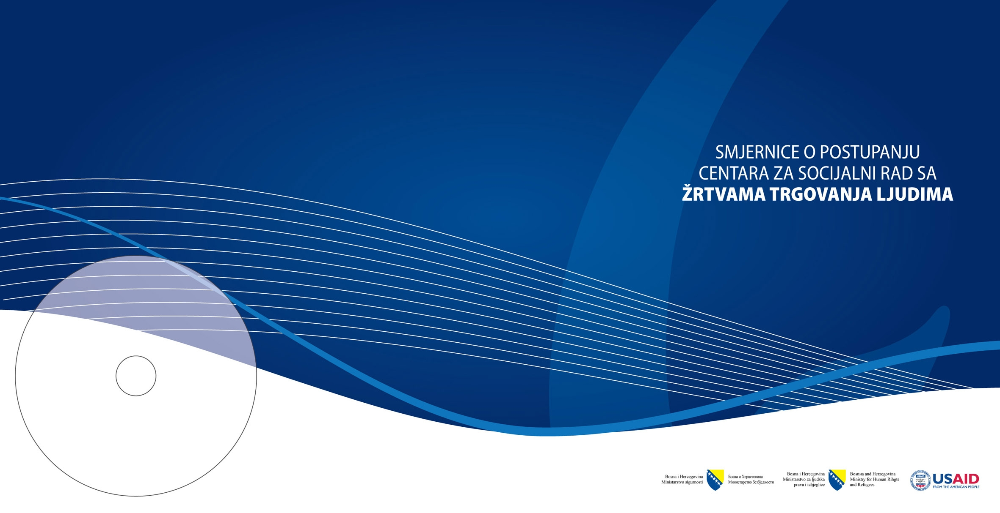 SMJERNICE O POSTUPANJU
CENTARA ZA SOCIJALNI RAD SA
ŽRTVAMA TRGOVANJA LJUDIMA
Bosna i Hercegovina
Ministarstvo sigurnosti
Босна и Херцеговина
Министарство безбједности
Bosna i Hercegovina
Ministarstvo za ljudska
prava i izbjeglice
Bosnиa and Herzegovina
Ministry for Human Rihgts
and Refugees
USAID
USAID
FROM THE AMERICAN PEOPLE